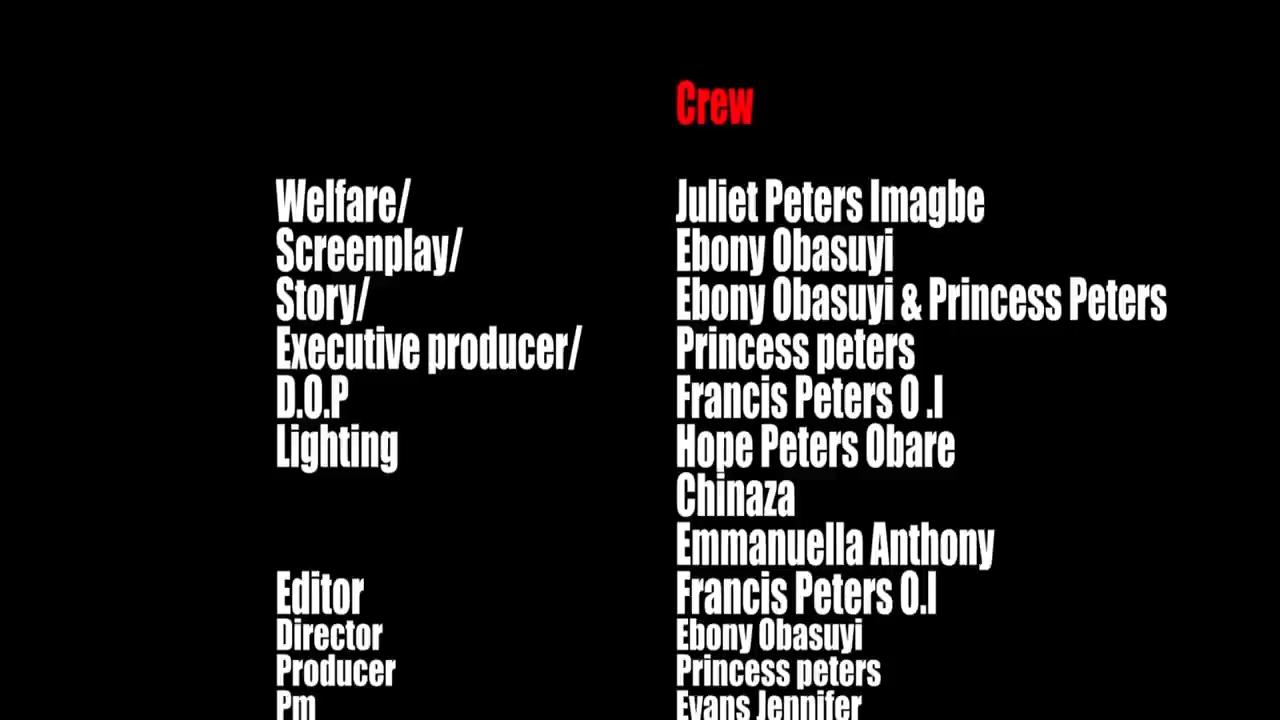 Crew
Welfare/ Juliet Peters Imagbe
Screenplay/ Ebony Obasuyi
Story/ Ebony Obasuyi & Princess Peters
Executive producer/ Princess peters
D.O.P Francis Peters O .I
Lighting Hope Peters Obare
Chinaza
Emmanuella Anthony
Editor Francis Peters O.I
Director Ebony Obasuyi
Producer Princess peters
Pm Evans Jennifer